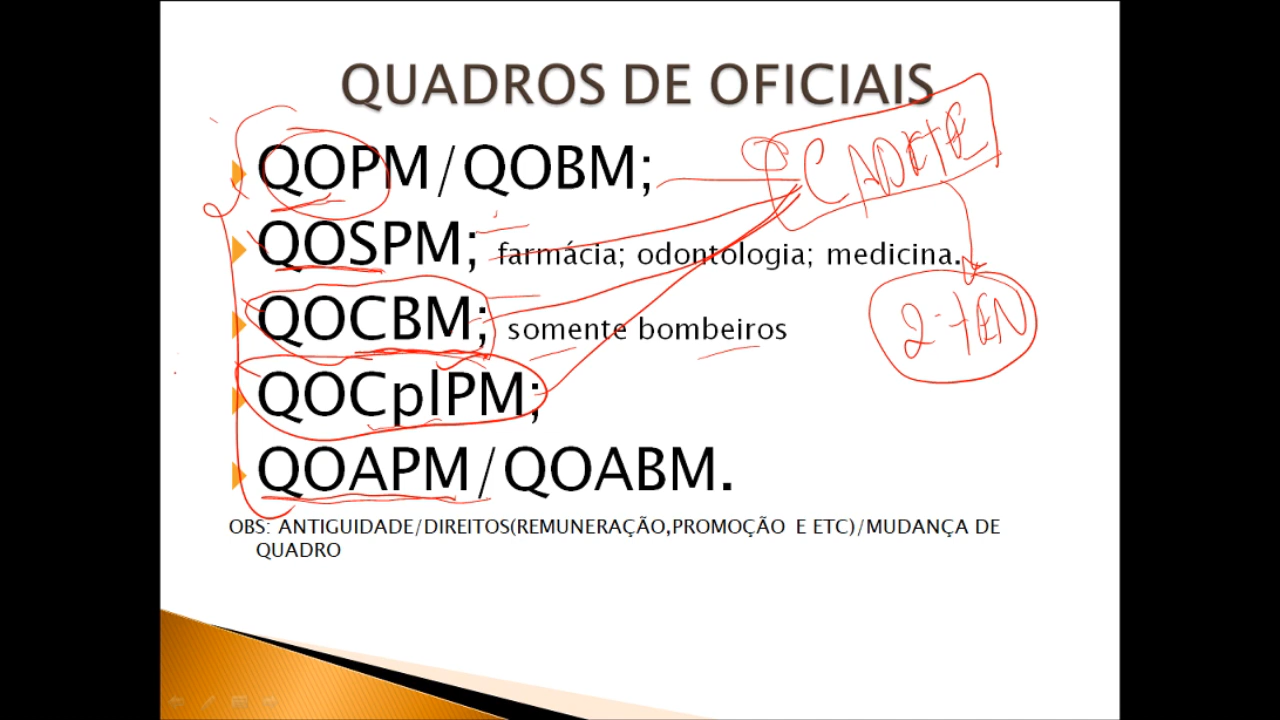 QUADROS DE OFICIAIS
QOPM/QOBM;
CADETE
QOSPM; farmácia; odontologia; medicina.
QOCBM; somente bombeiros
2º TEN
QOCplPM;
QOAPM/QOABM.
OBS: ANTIGUIDADE/DIREITOS(REMUNERAÇÃO,PROMOÇÃO E ETC)/MUDANÇA DE
QUADRO